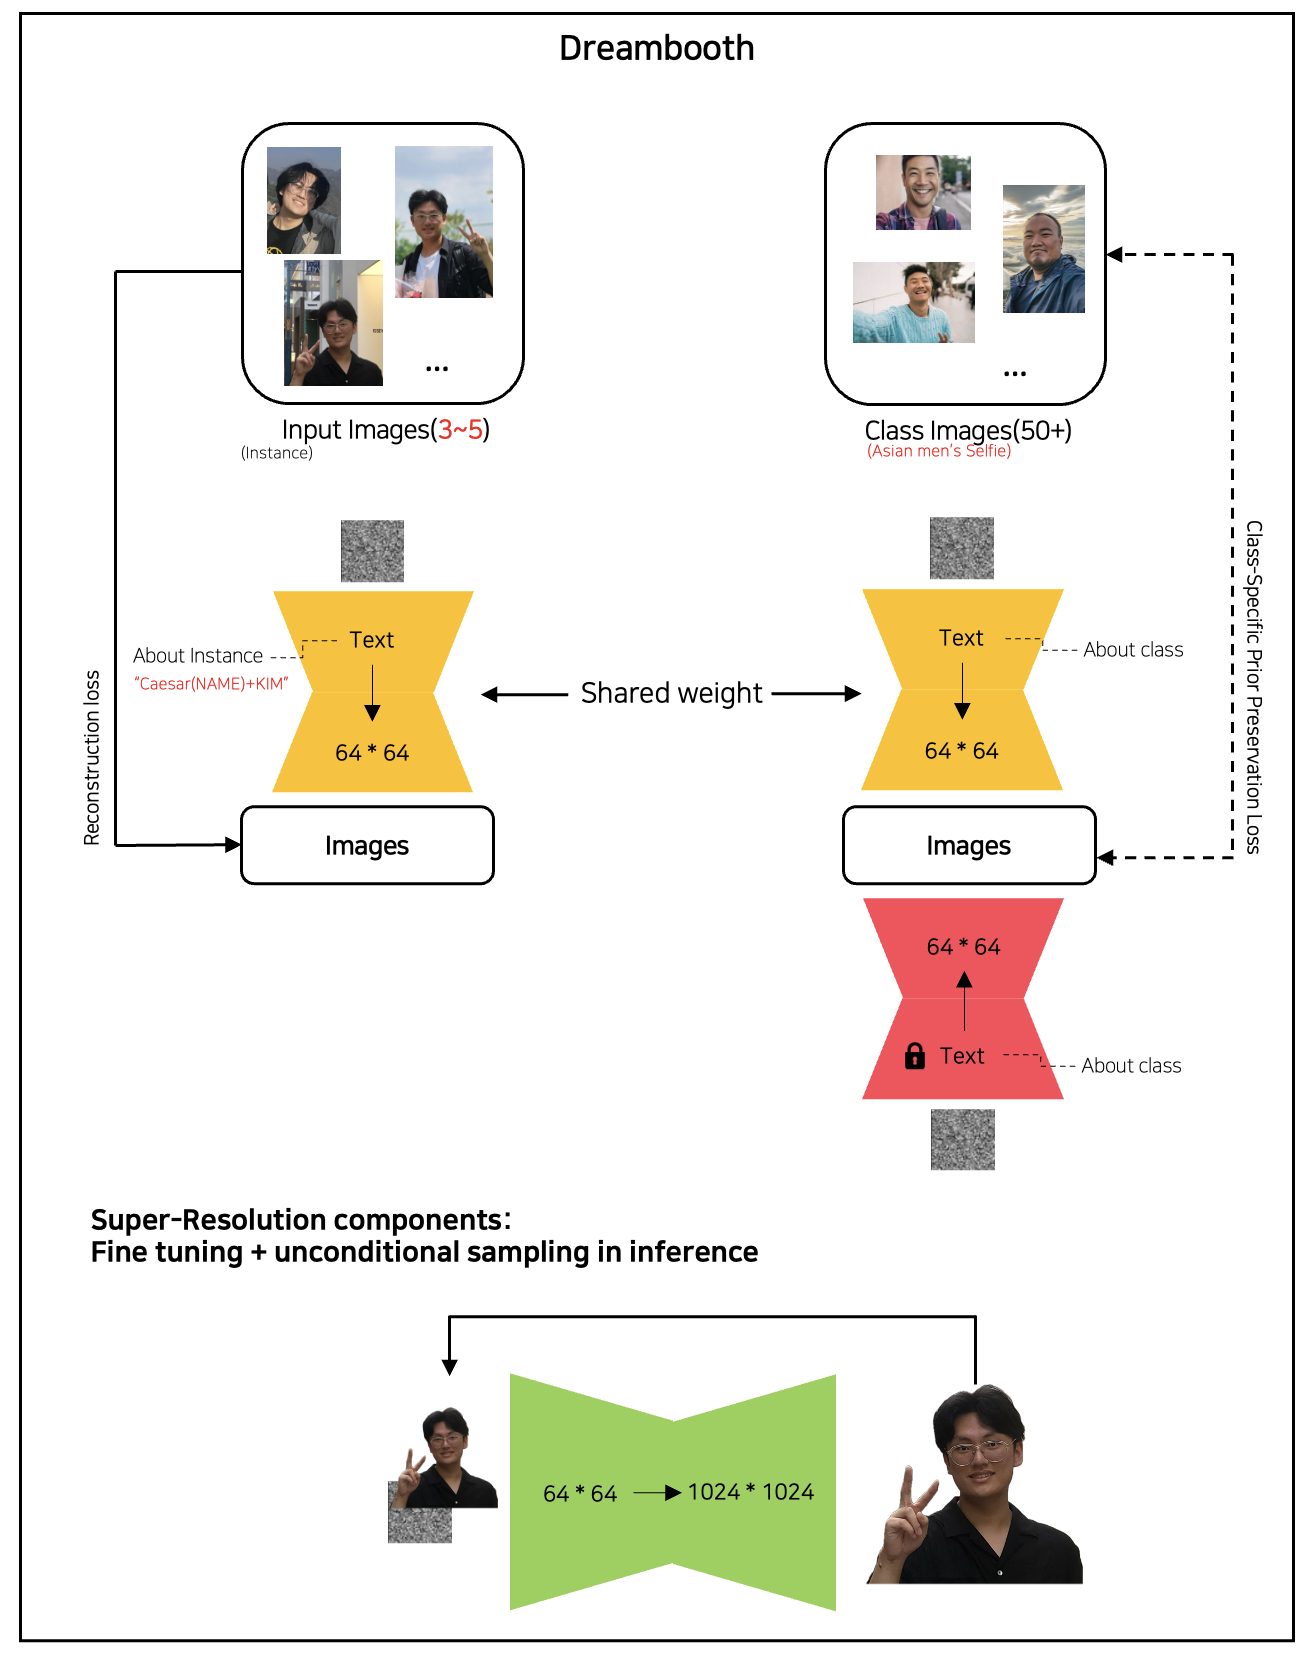 Dreambooth
...
...
Input Images(3~5)
(Instance)
Class Images(50+)
(Asian men's Selfie)
Text
About Instance
"Caesar(NAME)+KIM"
64 * 64
Shared weight
Text
About class
64 * 64
Reconstruction loss
Class-Specific Prior Preservation Loss
Images
Images
64 * 64
Text
About class
Super-Resolution components:
Fine tuning + unconditional sampling in inference
64 * 64
1024 * 1024